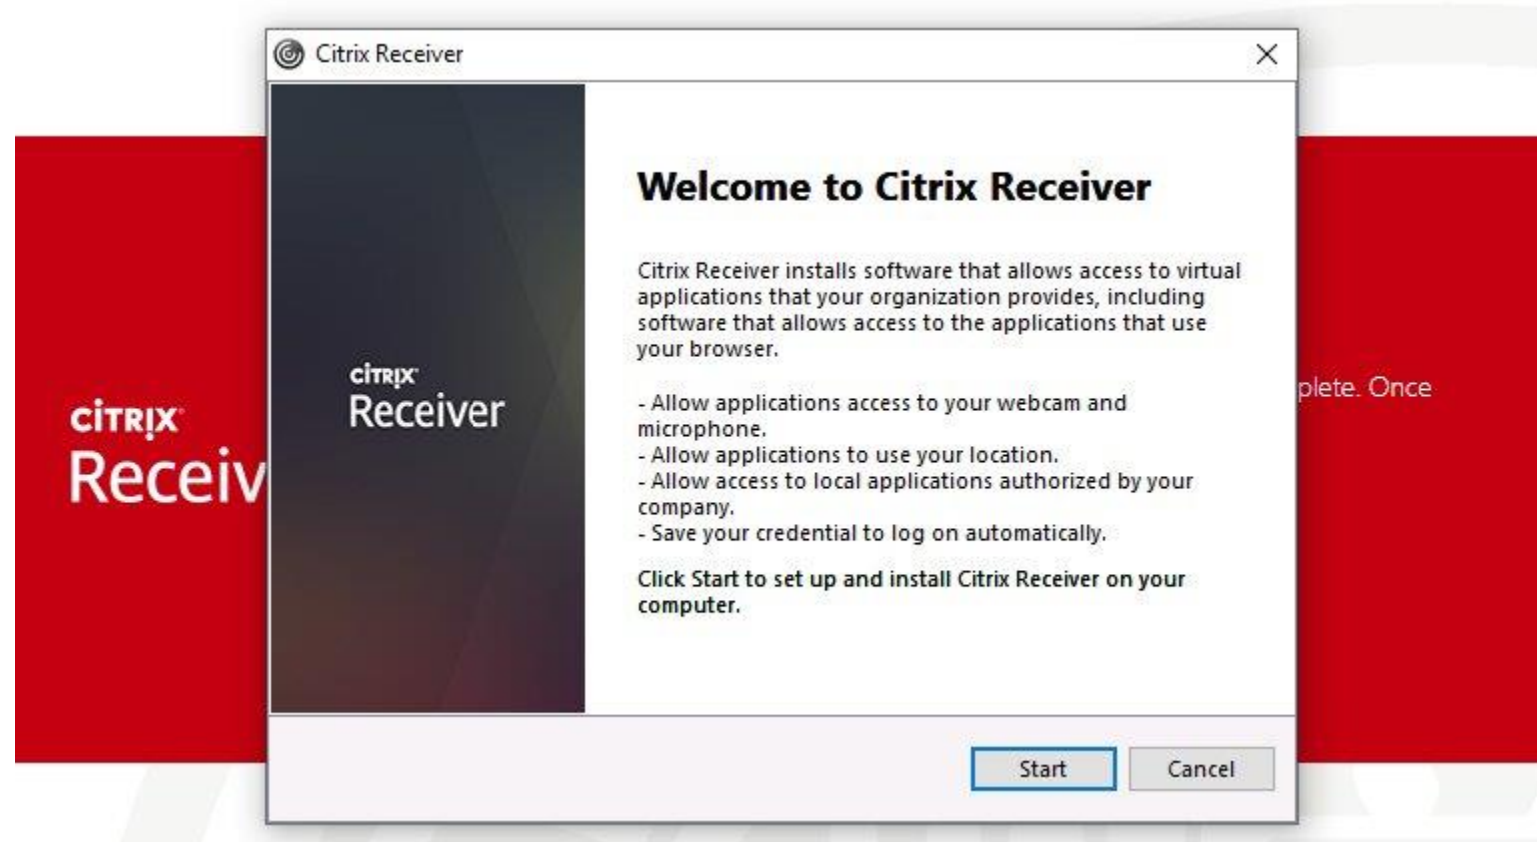 Citrix Receiver
Welcome to Citrix Receiver
Citrix Receiver installs software that allows access to virtual
applications that your organization provides, including
software that allows access to the applications that use
your browser.
- Allow applications access to your webcam and
microphone.
- Allow applications to use your location.
- Allow access to local applications authorized by your
company.
- Save your credential to log on automatically.
Click Start to set up and install Citrix Receiver on your
computer.
CİTRIX
Receiver
Start
Cancel
CİTRIX
Receiv
plete. Once